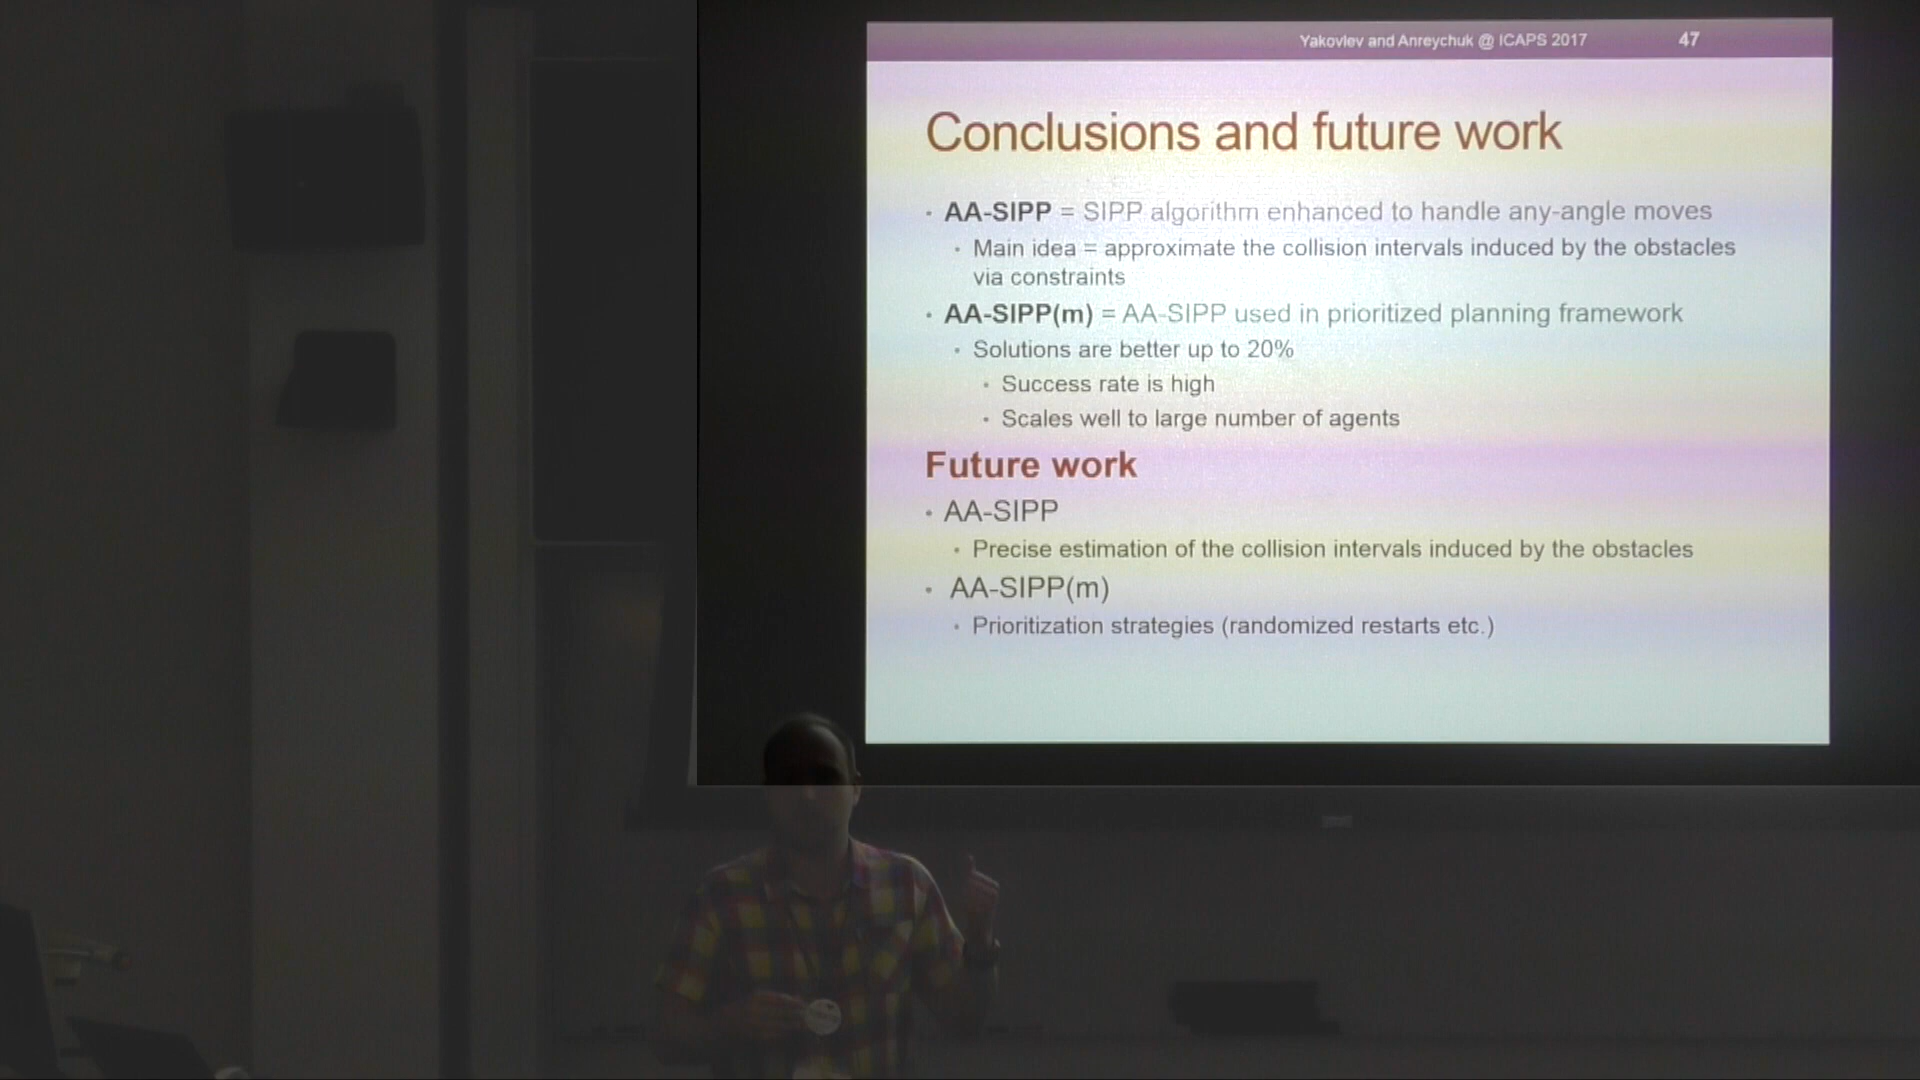 Yakovlev and Anreychuk @ ICAPS 2017 47
Conclusions and future work
• AA-SIPP = SIPP algorithm enhanced to handle any-angle moves
• Main idea = approximate the collision intervals induced by the obstacles
via constraints
• AA-SIPP(m) = AA-SIPP used in prioritized planning framework
• Solutions are better up to 20%
• Success rate is high
• Scales well to large number of agents
Future work
• AA-SIPP
• Precise estimation of the collision intervals induced by the obstacles
• AA-SIPP(m)
• Prioritization strategies (randomized restarts etc.)